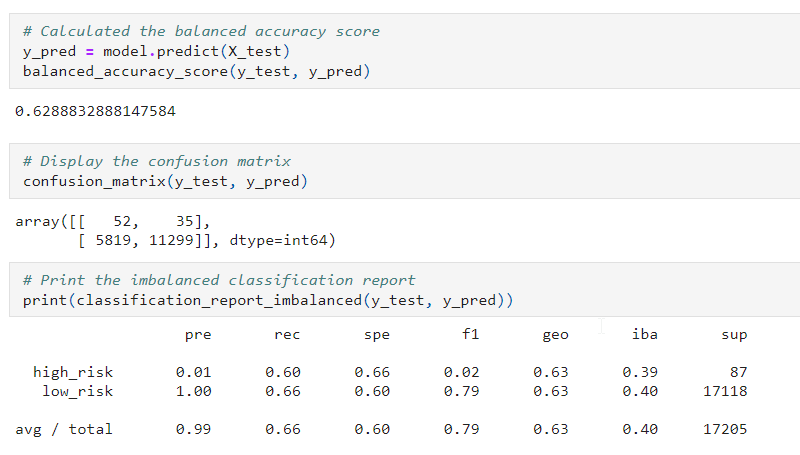 # Calculated the balanced accuracy score
y_pred = model.predict(X_test)
balanced_accuracy_score(y_test, y_pred)
0.6288832888147584
# Display the confusion matrix
confusion_matrix(y_test, y_pred)
array([[   52,    35],
       [ 5819, 11299]], dtype=int64)
# Print the imbalanced classification report
print(classification_report_imbalanced(y_test, y_pred))
pre rec spe f1 geo iba sup
high_risk 0.01 0.60 0.66 0.02 0.63 0.39 87
low_risk 1.00 0.66 0.60 0.79 0.63 0.40 17118
avg / total 0.99 0.66 0.60 0.79 0.63 0.40 17205